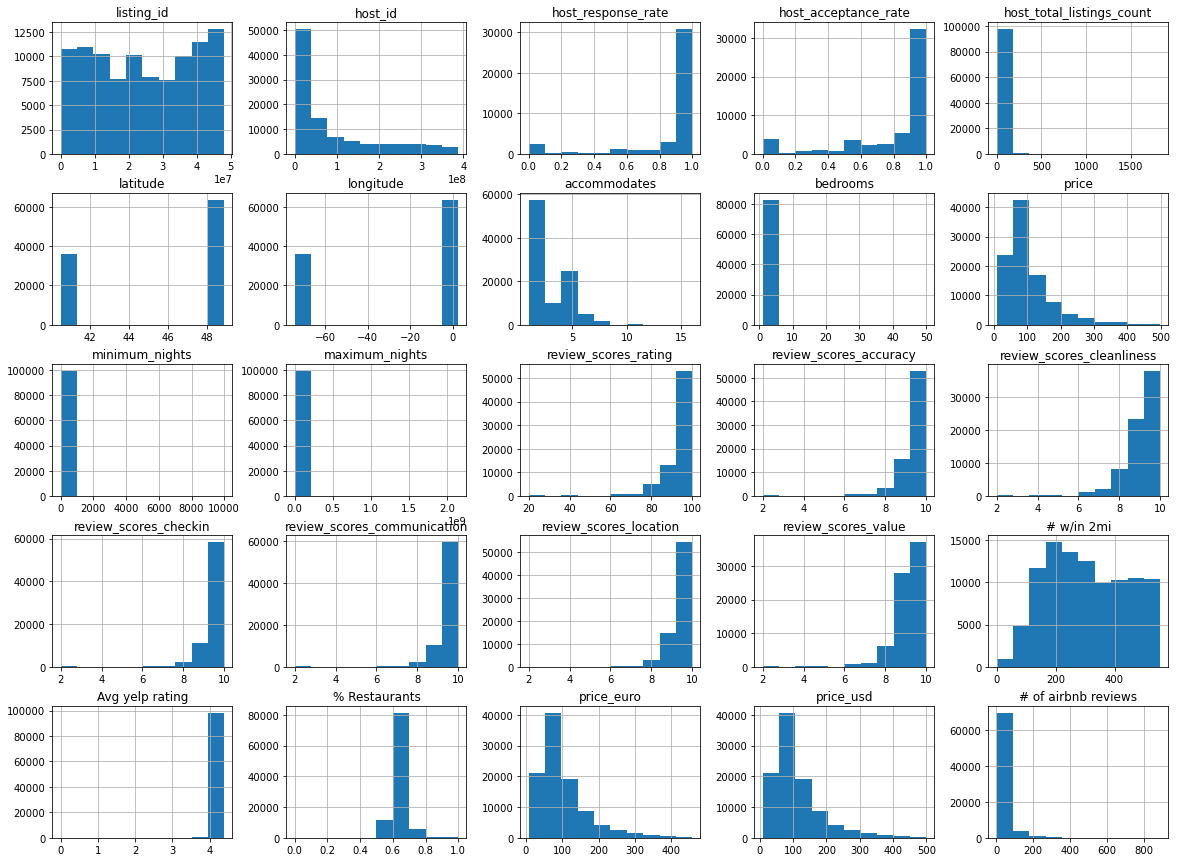 listing_id
12500
10000
7500
5000
2500
0
0 1 2 3 4 5
1e7
host_id
50000
40000
30000
20000
10000
0
0 1 2 3 4
1e8
host_response_rate
30000
20000
10000
0
0.0 0.2 0.4 0.6 0.8 1.0
host_acceptance_rate
30000
20000
10000
0
0.0 0.2 0.4 0.6 0.8 1.0
host_total_listings_count
100000
80000
60000
40000
20000
0
0 500 1000 1500
latitude
60000
40000
20000
0
42 44 46 48
longitude
60000
40000
20000
0
−60 −40 −20 0
accommodates
60000
40000
20000
0
5 10 15
bedrooms
80000
60000
40000
20000
0
0 10 20 30 40 50
price
40000
30000
20000
10000
0
0 100 200 300 400 500
minimum_nights
100000
80000
60000
40000
20000
0
0 2000 4000 6000 8000 10000
maximum_nights
100000
80000
60000
40000
20000
0
0.0 0.5 1.0 1.5 2.0
1e9
review_scores_rating
50000
40000
30000
20000
10000
0
20 40 60 80 100
review_scores_accuracy
50000
40000
30000
20000
10000
0
2 4 6 8 10
review_scores_cleanliness
30000
20000
10000
0
2 4 6 8 10
review_scores_checkin
60000
40000
20000
0
2 4 6 8 10
review_scores_communication
60000
40000
20000
0
2 4 6 8 10
review_scores_location
50000
40000
30000
20000
10000
0
2 4 6 8 10
review_scores_value
30000
20000
10000
0
2 4 6 8 10
# w/in 2mi
15000
10000
5000
0
0 200 400
Avg yelp rating
100000
80000
60000
40000
20000
0
0 1 2 3 4
% Restaurants
80000
60000
40000
20000
0
0.0 0.2 0.4 0.6 0.8 1.0
price_euro
40000
30000
20000
10000
0
0 100 200 300 400
price_usd
40000
30000
20000
10000
0
0 100 200 300 400 500
# of airbnb reviews
60000
40000
20000
0
0 200 400 600 800